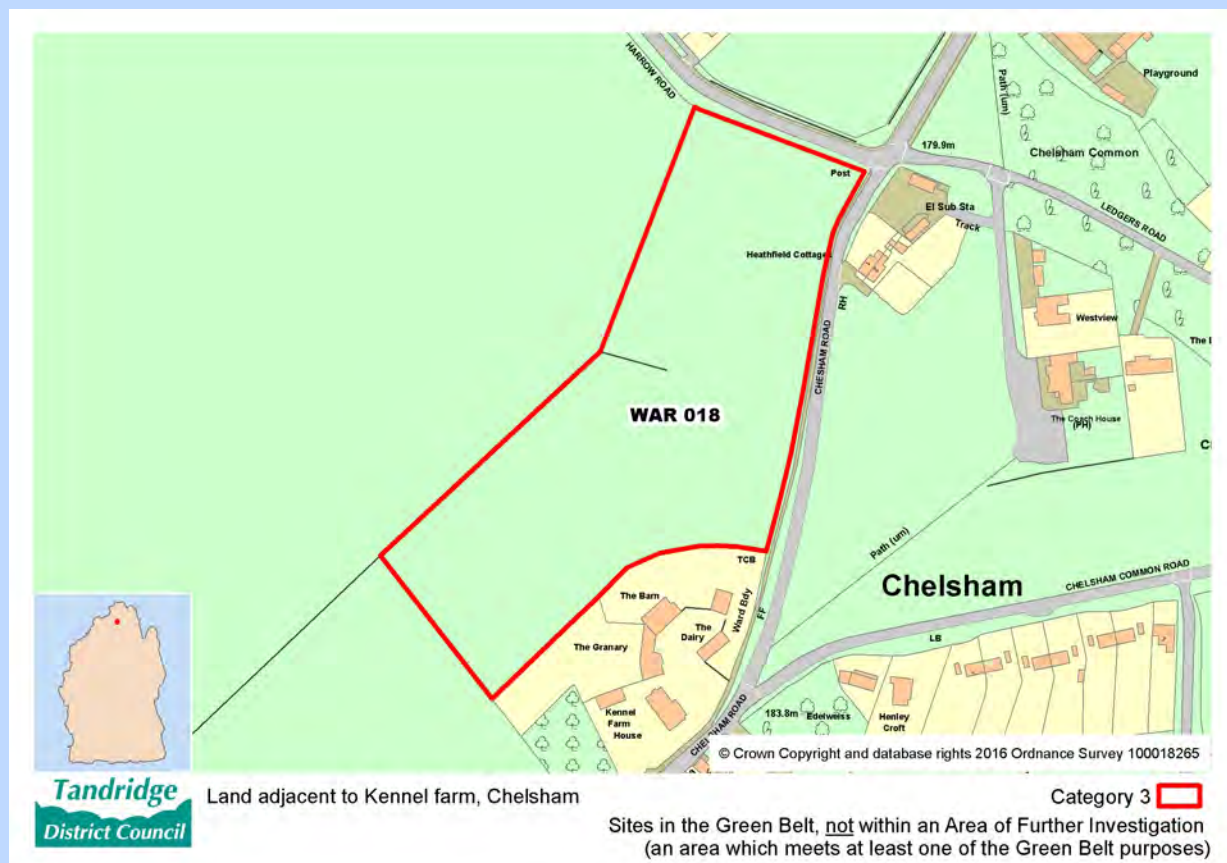 HARROW ROAD
Path (um)
Playground
179.9m
Chelsham Common
Post
El Sub Sta
Track
LEDGERS ROAD
Heathfield Cottages
RH
CHESHAM ROAD
Westview
WAR 018
The Coach House
(PH)
Path (um)
TCB
Chelsham
CHELSHAM COMMON ROAD
The Barn
Ward Bdy
FF
The
Dairy
LB
The Granary
Kennel
Farm
House
CHELSHAM ROAD
183.8m
Edelweiss
Henley
Croft
© Crown Copyright and database rights 2016 Ordnance Survey 100018265
Tandridge
District Council
Land adjacent to Kennel farm, Chelsham
Category 3
Sites in the Green Belt, not within an Area of Further Investigation
(an area which meets at least one of the Green Belt purposes)